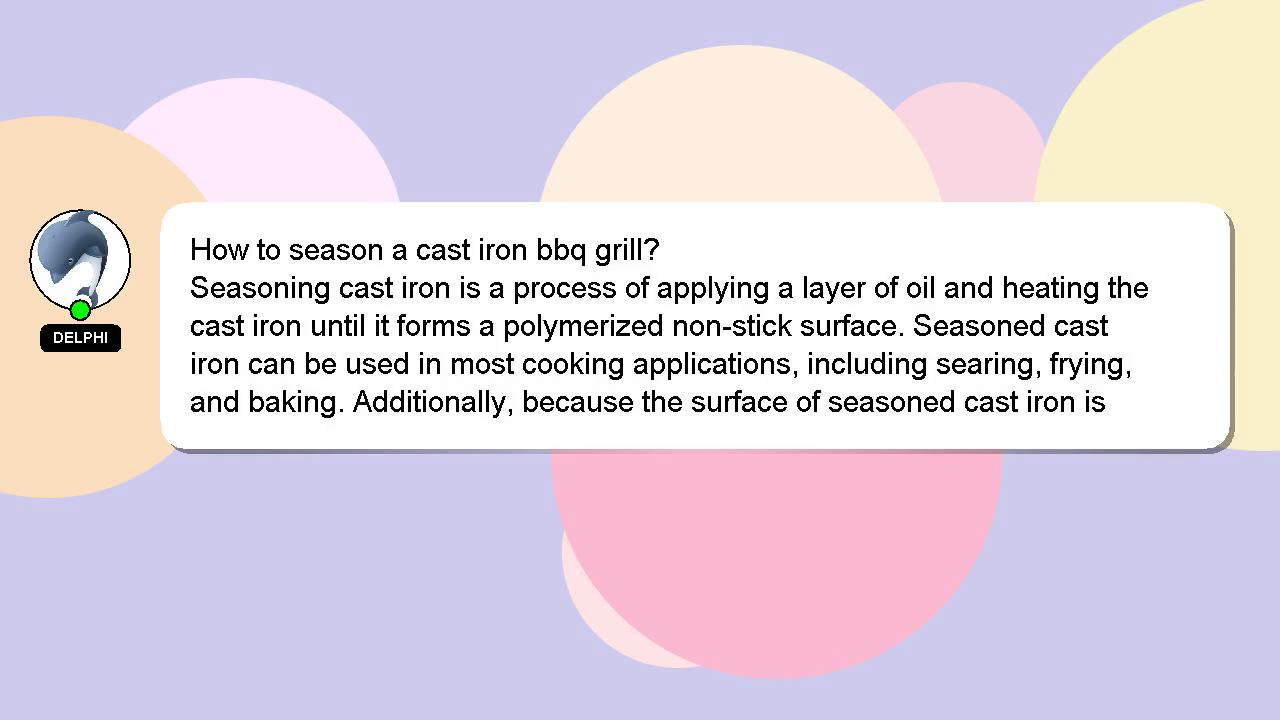 How to season a cast iron bbq grill?
Seasoning cast iron is a process of applying a layer of oil and heating the
cast iron until it forms a polymerized non-stick surface. Seasoned cast
iron can be used in most cooking applications, including searing, frying,
and baking. Additionally, because the surface of seasoned cast iron is
DELPHI